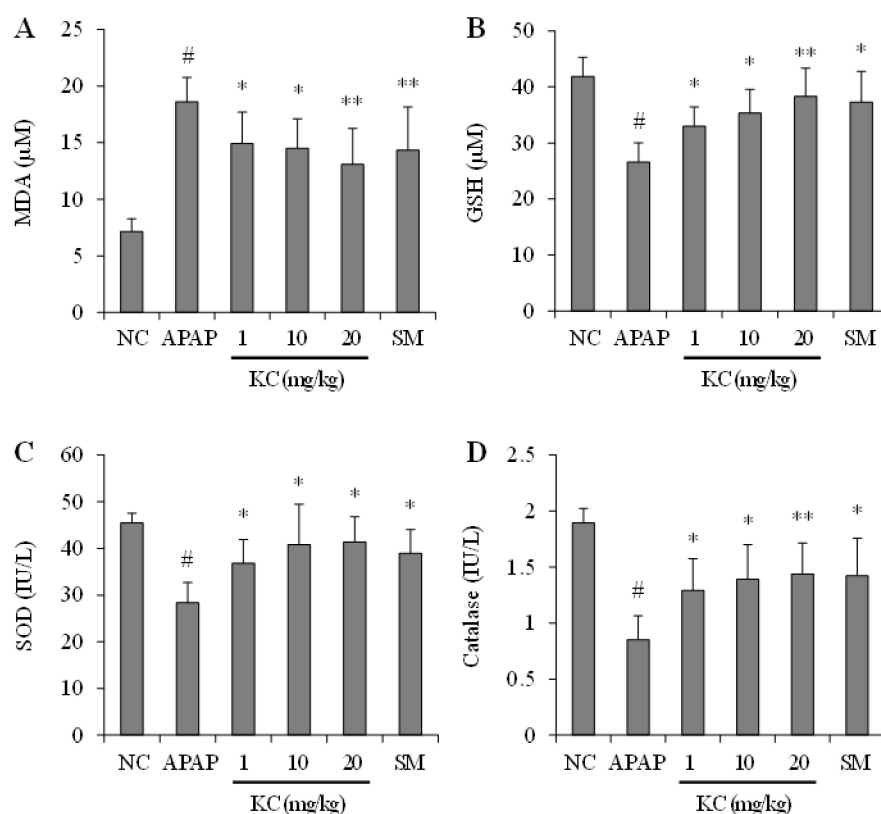 A
MDA (μM)
25
20
15
10
5
0
#
*
*
**
**
NC APAP 1 10 20 SM
KC (mg/kg)
B
GSH (μM)
50
40
30
20
10
0
#
*
*
**
*
NC APAP 1 10 20 SM
KC (mg/kg)
C
SOD (IU/L)
60
50
40
30
20
10
0
#
*
*
*
*
NC APAP 1 10 20 SM
KC (mg/kg)
D
Catalase (IU/L)
2.5
2
1.5
1
0.5
0
#
*
*
**
*
NC APAP 1 10 20 SM
KC (mg/kg)